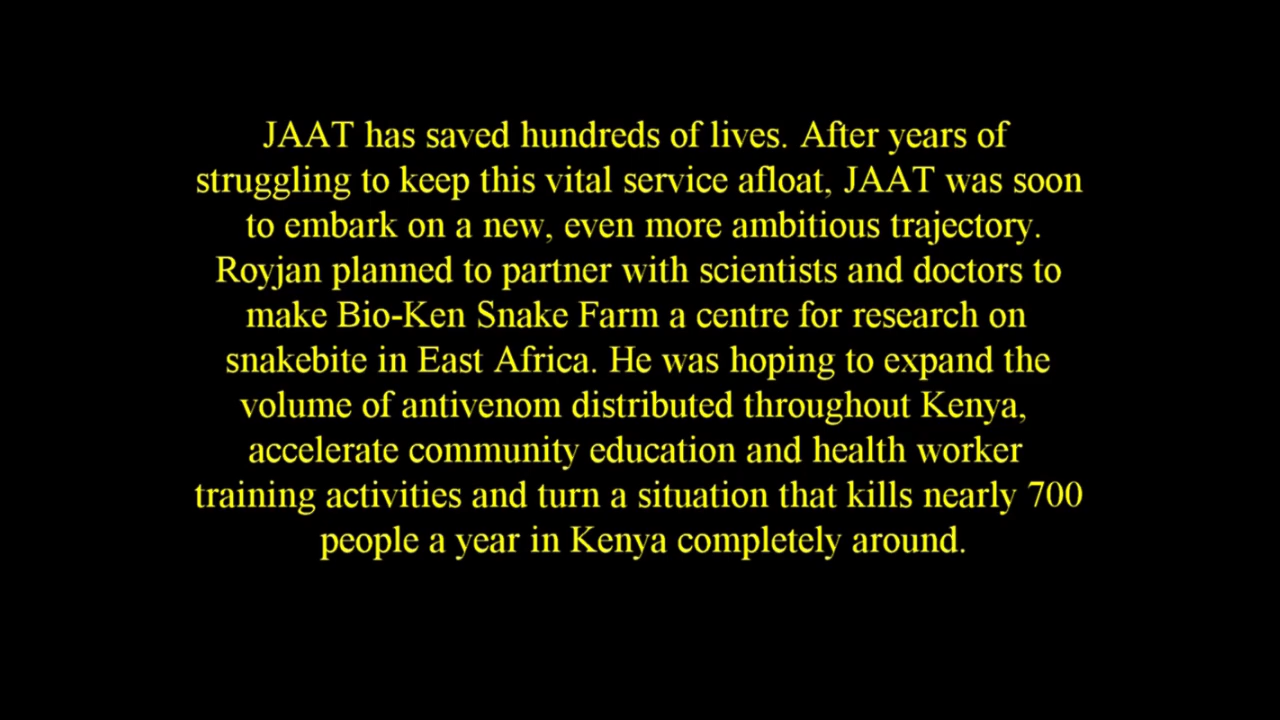 JAAT has saved hundreds of lives. After years of
struggling to keep this vital service afloat, JAAT was soon
to embark on a new, even more ambitious trajectory.
Royjan planned to partner with scientists and doctors to
make Bio-Ken Snake Farm a centre for research on
snakebite in East Africa. He was hoping to expand the
volume of antivenom distributed throughout Kenya,
accelerate community education and health worker
training activities and turn a situation that kills nearly 700
people a year in Kenya completely around.